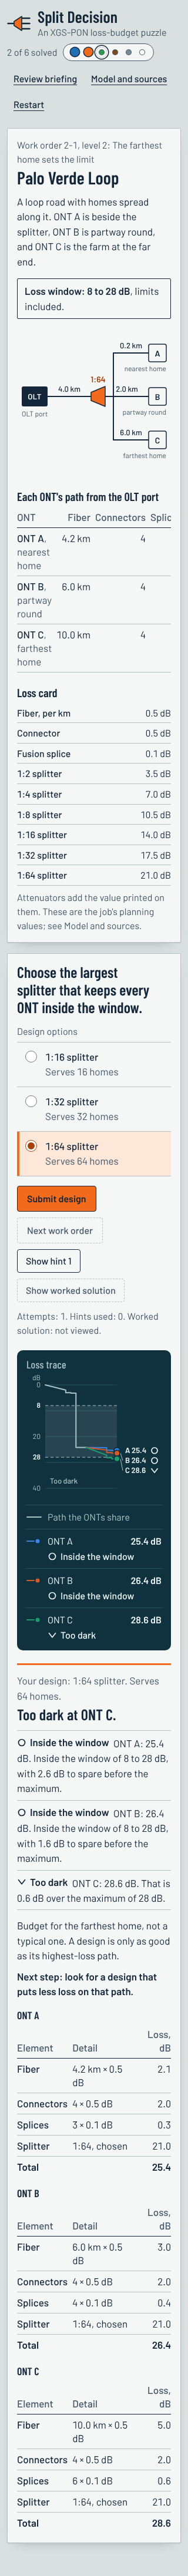 Split Decision
An XGS-PON loss-budget puzzle
2 of 6 solved
Review briefing
Model and sources
Restart
Work order 2-1, level 2: The farthest
home sets the limit
Palo Verde Loop
A loop road with homes spread
along it. ONT A is beside the
splitter, ONT B is partway round,
and ONT C is the farm at the far
end.
Loss window: 8 to 28 dB, limits
included.
0.2 km
A
nearest home
1:64
OLT
4.0 km
2.0 km
B
OLT port
partway round
6.0 km
C
farthest home
Each ONT's path from the OLT port
ONT Fiber Connectors Splic
ONT A, nearest home 4.2 km 4
ONT B, partway round 6.0 km 4
ONT C, farthest home 10.0 km 4
Loss card
Fiber, per km 0.5 dB
Connector 0.5 dB
Fusion splice 0.1 dB
1:2 splitter 3.5 dB
1:4 splitter 7.0 dB
1:8 splitter 10.5 dB
1:16 splitter 14.0 dB
1:32 splitter 17.5 dB
1:64 splitter 21.0 dB
Attenuators add the value printed on
them. These are the job's planning
values; see Model and sources.
Choose the largest
splitter that keeps every
ONT inside the window.
Design options
1:16 splitter
Serves 16 homes
1:32 splitter
Serves 32 homes
1:64 splitter
Serves 64 homes
Submit design
Next work order
Show hint 1
Show worked solution
Attempts: 1. Hints used: 0. Worked
solution: not viewed.
Loss trace
dB
0
8
20
28
40
A 25.4
B 26.4
C 28.6
Too dark
Path the ONTs share
ONT A 25.4 dB
Inside the window
ONT B 26.4 dB
Inside the window
ONT C 28.6 dB
Too dark
Your design: 1:64 splitter. Serves
64 homes.
Too dark at ONT C.
Inside the window ONT A: 25.4
dB. Inside the window of 8 to 28 dB,
with 2.6 dB to spare before the
maximum.
Inside the window ONT B: 26.4
dB. Inside the window of 8 to 28 dB,
with 1.6 dB to spare before the
maximum.
Too dark ONT C: 28.6 dB. That is
0.6 dB over the maximum of 28 dB.
Budget for the farthest home, not a
typical one. A design is only as good
as its highest-loss path.
Next step: look for a design that
puts less loss on that path.
ONT A
Element Detail Loss, dB
Fiber 4.2 km × 0.5 dB 2.1
Connectors 4 × 0.5 dB 2.0
Splices 3 × 0.1 dB 0.3
Splitter 1:64, chosen 21.0
Total 25.4
ONT B
Element Detail Loss, dB
Fiber 6.0 km × 0.5 dB 3.0
Connectors 4 × 0.5 dB 2.0
Splices 4 × 0.1 dB 0.4
Splitter 1:64, chosen 21.0
Total 26.4
ONT C
Element Detail Loss, dB
Fiber 10.0 km × 0.5 dB 5.0
Connectors 4 × 0.5 dB 2.0
Splices 6 × 0.1 dB 0.6
Splitter 1:64, chosen 21.0
Total 28.6